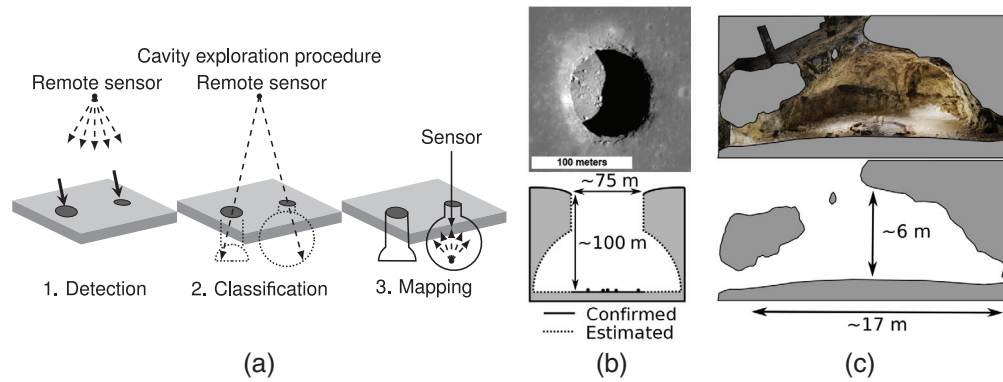 Cavity exploration procedure
Remote sensor
Remote sensor
Sensor
1. Detection
2. Classification
3. Mapping
(a)
100 meters
~75 m
~100 m
Confirmed
Estimated
(b)
~6 m
~17 m
(c)